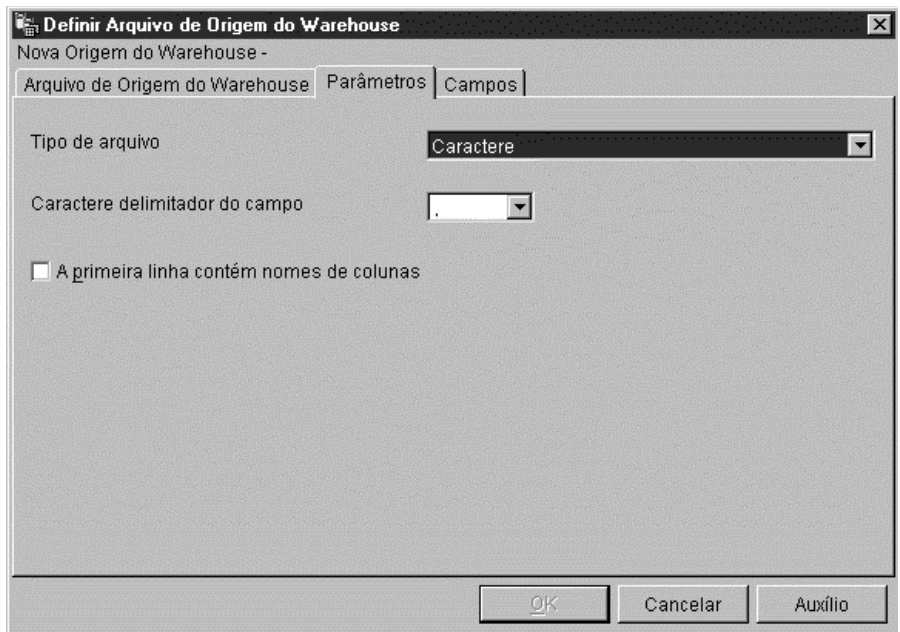 Definir Arquivo de Origem do Warehouse
Nova Origem do Warehouse -
Arquivo de Origem do Warehouse Parâmetros Campos
Tipo de arquivo Caractere
Caractere delimitador do campo ,
A primeira linha contém nomes de colunas
OK Cancelar Auxílio